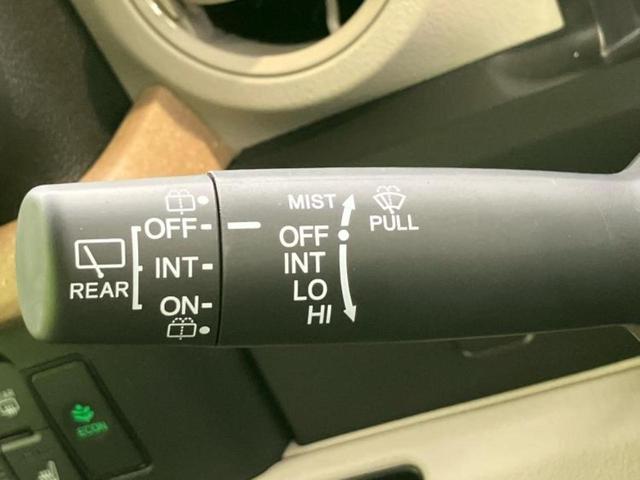 MIST
PULL
OFF
INT
LO
HI
OFF
INT
ON
REAR
ECON